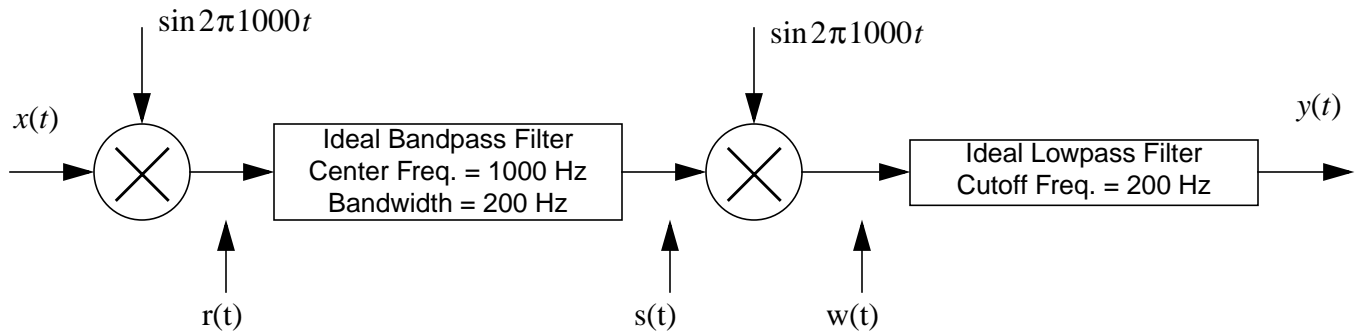 sin2π1000t
sin2π1000t
x(t)
y(t)
Ideal Bandpass Filter
Center Freq. = 1000 Hz
Bandwidth = 200 Hz
Ideal Lowpass Filter
Cutoff Freq. = 200 Hz
r(t)
s(t)
w(t)